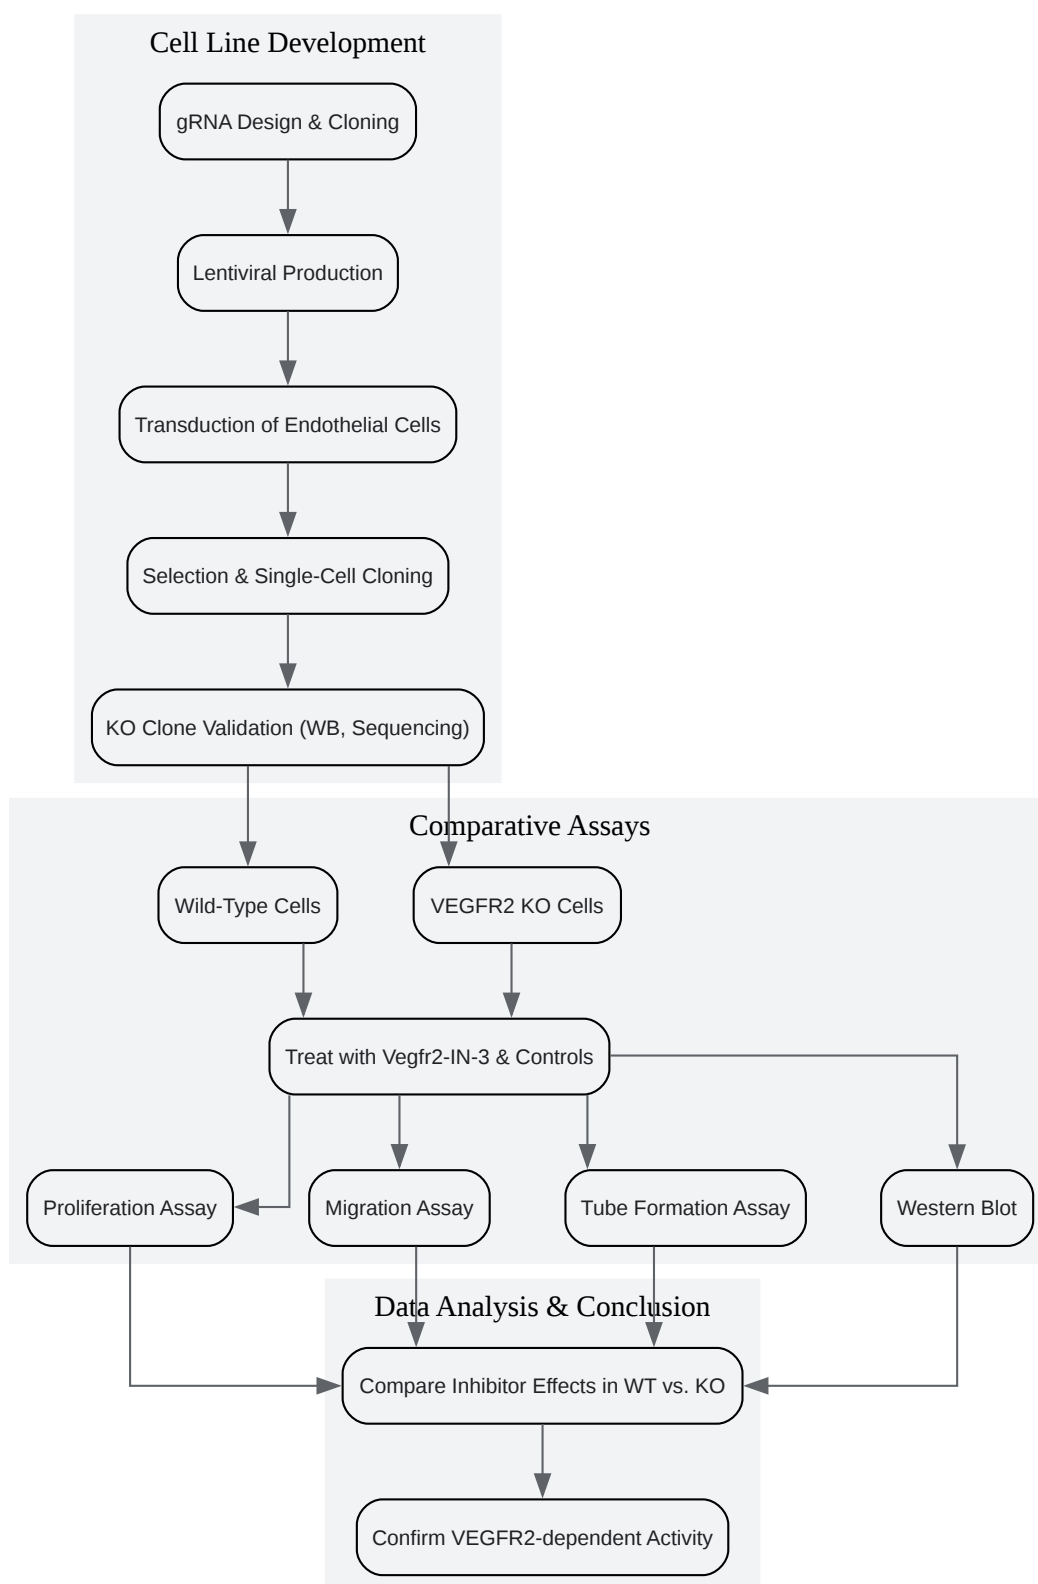 Cell Line Development
gRNA Design & Cloning
Lentiviral Production
Transduction of Endothelial Cells
Selection & Single-Cell Cloning
KO Clone Validation (WB, Sequencing)
Comparative Assays
Wild-Type Cells
VEGFR2 KO Cells
Treat with Vegfr2-IN-3 & Controls
Proliferation Assay
Migration Assay
Tube Formation Assay
Western Blot
Data Analysis & Conclusion
Compare Inhibitor Effects in WT vs. KO
Confirm VEGFR2-dependent Activity